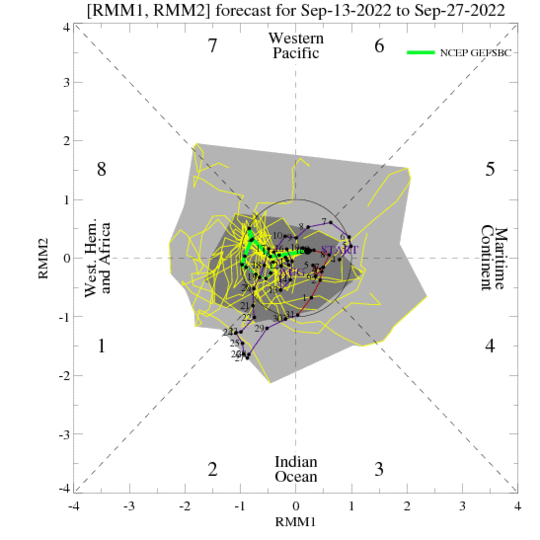 [RMM1, RMM2] forecast for Sep-13-2022 to Sep-27-2022
4
7
Western
Pacific
6
NCEP GEFSBC
3
2
8
5
1
West. Hem.
and Africa
Maritime
Continent
RMM2
0
START
-1
1
4
-2
-3
2
Indian
Ocean
3
-4
-4
-3
-2
-1
0
1
2
3
4
RMM1